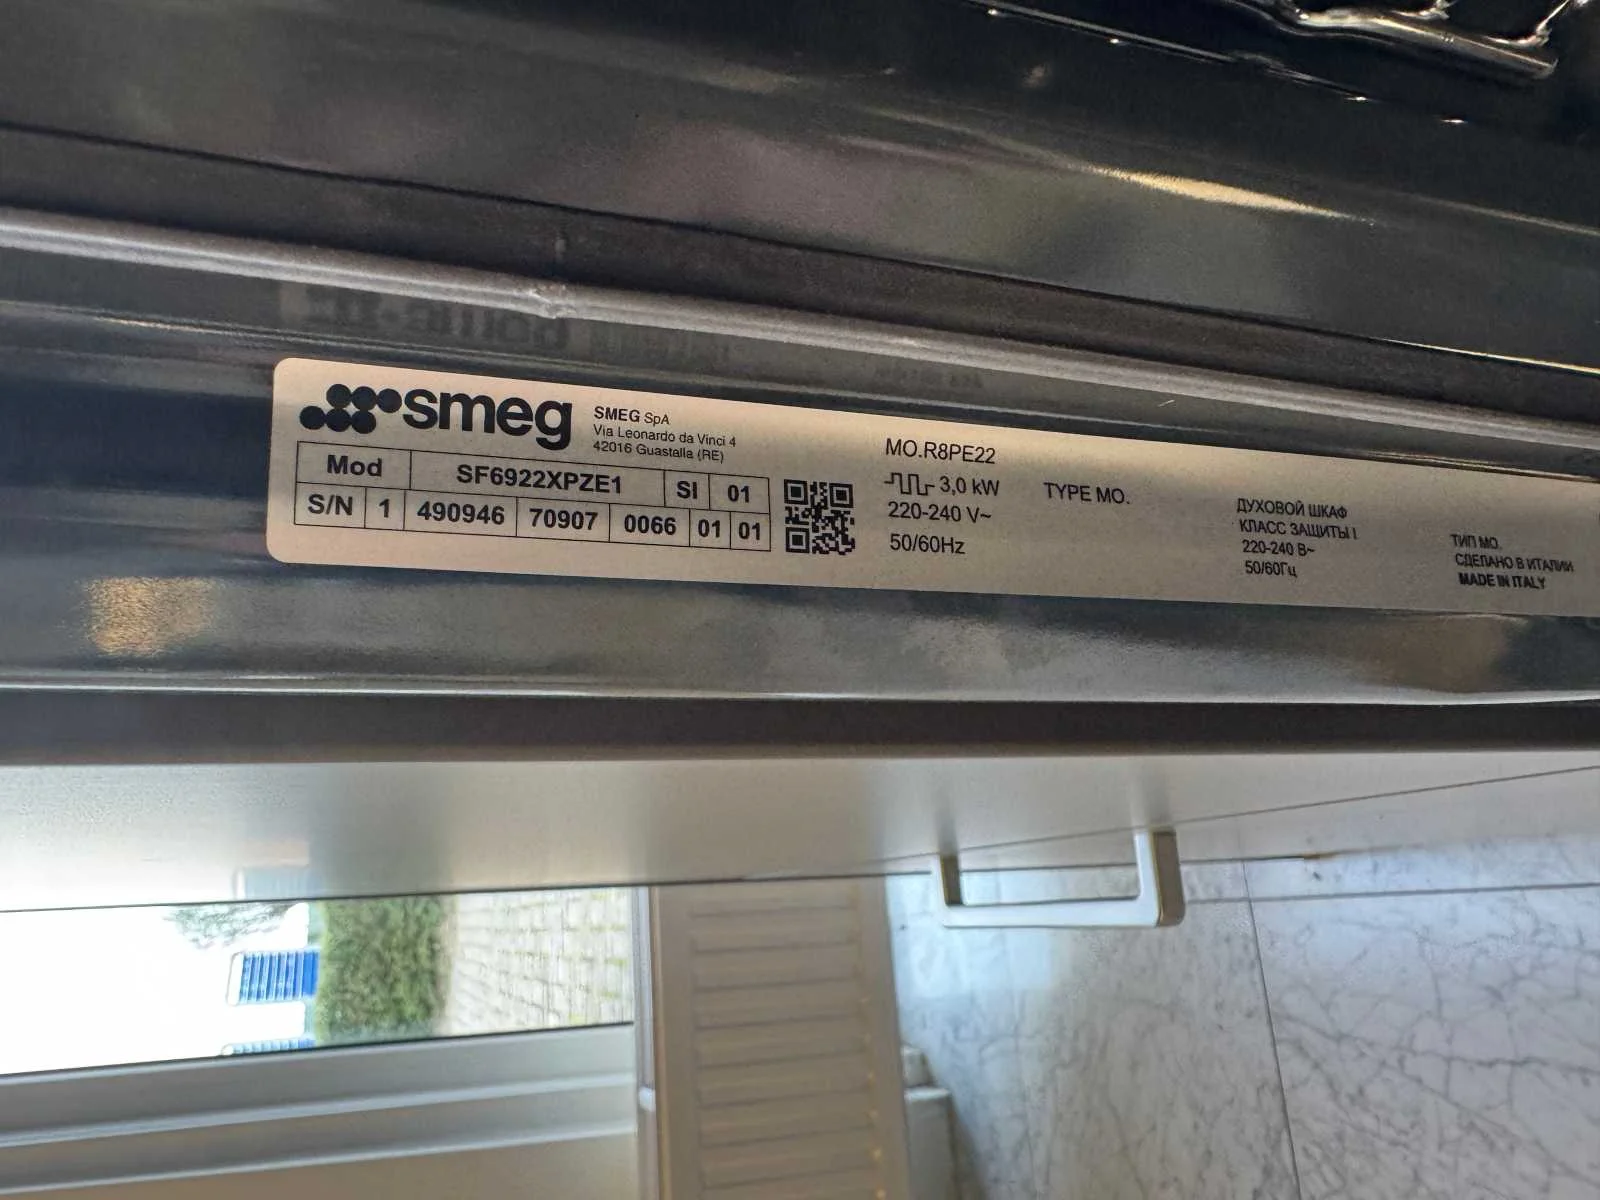 smeg
SMEG SpA
Via Leonardo da Vinci 4
42016 Guastalla (RE)
Mod SF6922XPZE1 SI 01
S/N 1 490946 70907 0066 01 01
MO.R8PE22
3,0 kW
220-240 V~
50/60Hz
TYPE MO.
ДУХОВОЙ ШКАФ
КЛАСС ЗАЩИТЫ I
220-240 В~
50/60Гц
ТИП MO.
СДЕЛАНО В ИТАЛИИ
MADE IN ITALY